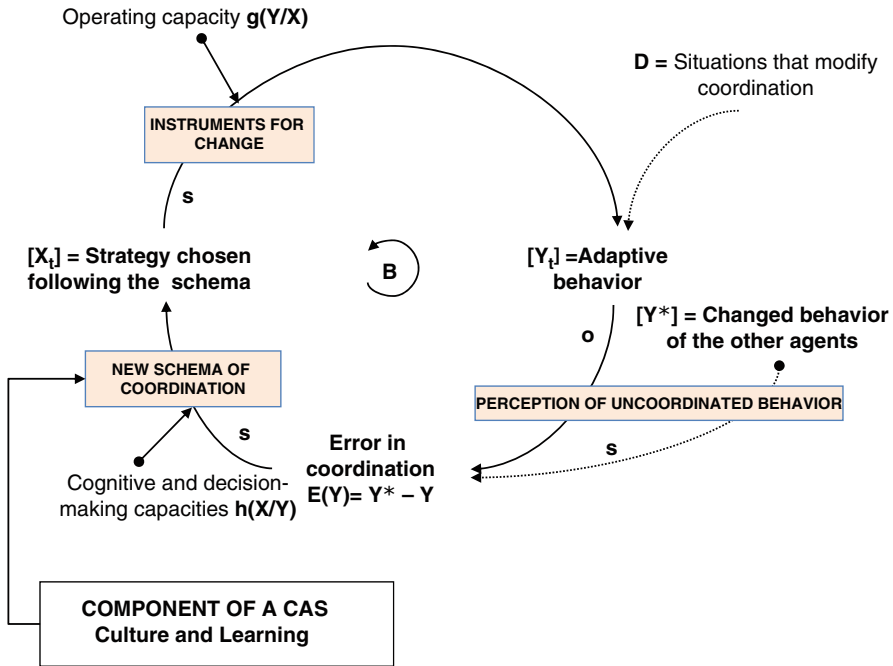 Operating capacity g(Y/X)
D = Situations that modify
coordination
INSTRUMENTS FOR
CHANGE
s
[Xt] = Strategy chosen
following the schema
B
[Yt] =Adaptive
behavior
[Y*] = Changed behavior
of the other agents
o
NEW SCHEMA OF
COORDINATION
PERCEPTION OF UNCOORDINATED BEHAVIOR
s
Error in
coordination
E(Y)= Y* – Y
s
Cognitive and decision-
making capacities h(X/Y)
COMPONENT OF A CAS
Culture and Learning